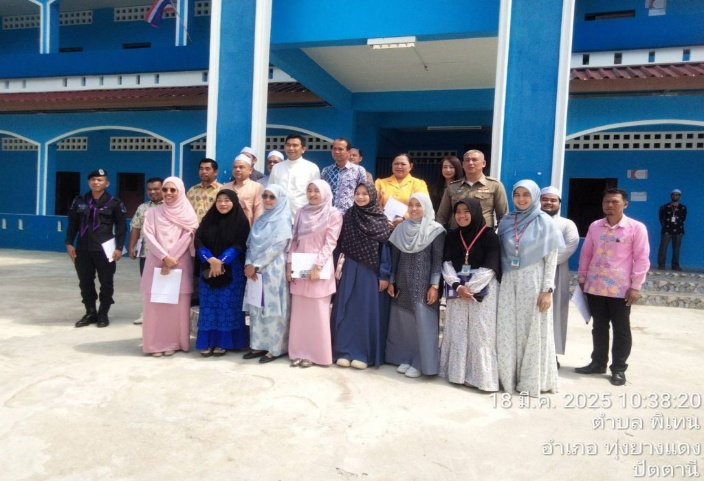 18 มี.ค. 2025 10:38:20
ตำบล พิเทน
อำเภอ ทุ่งยางแดง
ปัตตานี